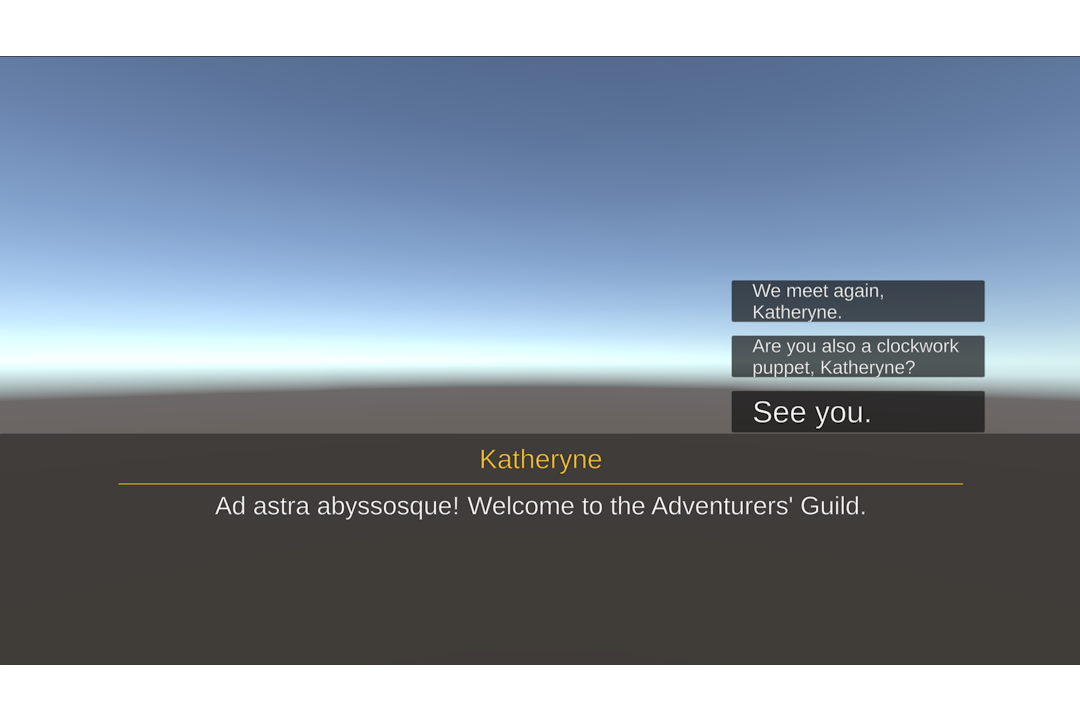 We meet again,
Katheryne.
Are you also a clockwork
puppet, Katheryne?
See you.
Katheryne
Ad astra abyssosque! Welcome to the Adventurers' Guild.